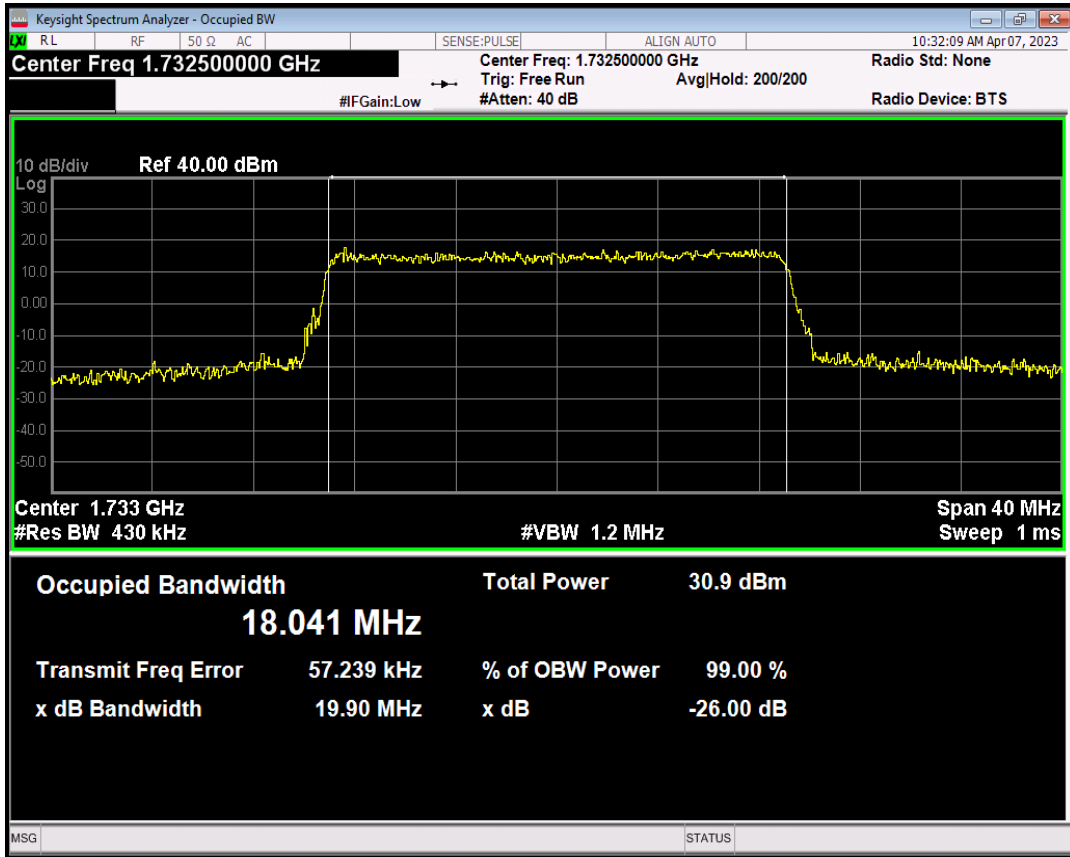 Keysight Spectrum Analyzer - Occupied BW
LXI RL RF 50 Ω AC SENSE:PULSE ALIGN AUTO 10:32:09 AM Apr 07, 2023
Center Freq 1.732500000 GHz
Center Freq: 1.732500000 GHz
Radio Std: None
Trig: Free Run Avg|Hold: 200/200
#IFGain:Low #Atten: 40 dB Radio Device: BTS
10 dB/div Ref 40.00 dBm
Log
30.0
20.0
10.0
0.00
-10.0
-20.0
-30.0
-40.0
-50.0
Center 1.733 GHz Span 40 MHz
#Res BW 430 kHz #VBW 1.2 MHz Sweep 1 ms
Occupied Bandwidth Total Power 30.9 dBm
18.041 MHz
Transmit Freq Error 57.239 kHz % of OBW Power 99.00 %
x dB Bandwidth 19.90 MHz x dB -26.00 dB
MSG STATUS